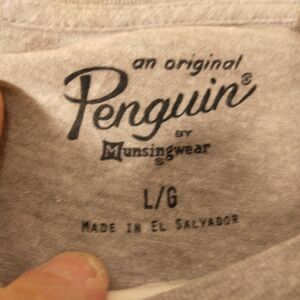 an original
Penguin®
BY
Munsingwear
®
L/G
MADE IN EL SALVADOR